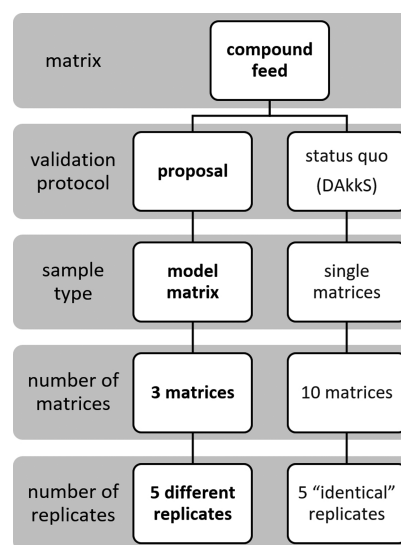 matrix
compound
feed
validation
protocol
proposal
status quo
(DAkkS)
sample
type
model
matrix
single
matrices
number of
matrices
3 matrices
10 matrices
number of
replicates
5 different
replicates
5 “identical”
replicates